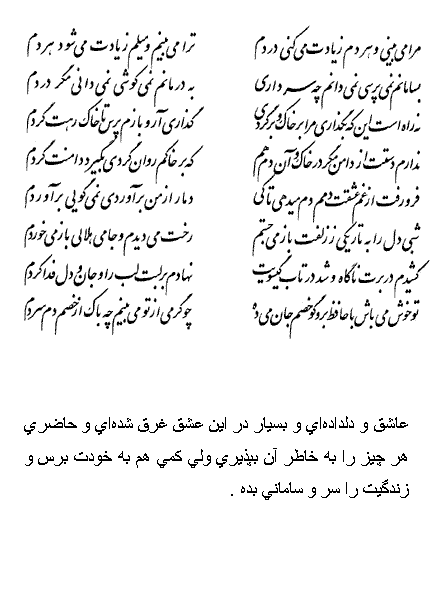 مرا می بینی و هر دم زیادت می کنی دردم ترا می بینم و میلم زیادت می شود هر دم
بسامانم نمی پرسی نمی دانم چه سر داری به درمانم نمی کوشی نمی دانی مگر دردم
نه راه است این که بگذاری مرا بر خاک و گذاری آر و بازم پرس تا خاک رهت گردم
ندارم دستت از دامن مگر در خاک و آن دم هم که بر خاکم روان گردی بگیرد دامنت گردم
فرو رفت از غم عشقت دمم دم میدهی تا کی دمار از من برآوردی نمی گویی برآوردم
شبی دل را به تاریکی ز زلفت باز می جستم رخت می دیدم و جامی هلالی باز می خوردم
کشیدم در برت ناگاه و شد در تاب گیسویت نهادم بر لبت لب را و جان و دل فدا کردم
تو خوش می باش با حافظ برو گو خصم جان می ده چو گرمی از تو می بینم چه باک از خصم دم سردم
عاشق و دلداده‌اي و بسيار در اين عشق غرق شده‌اي و حاضري
هر چيز را به خاطر آن بپذيري ولي كمي هم به خودت برس و
زندگيت را سر و ساماني بده .